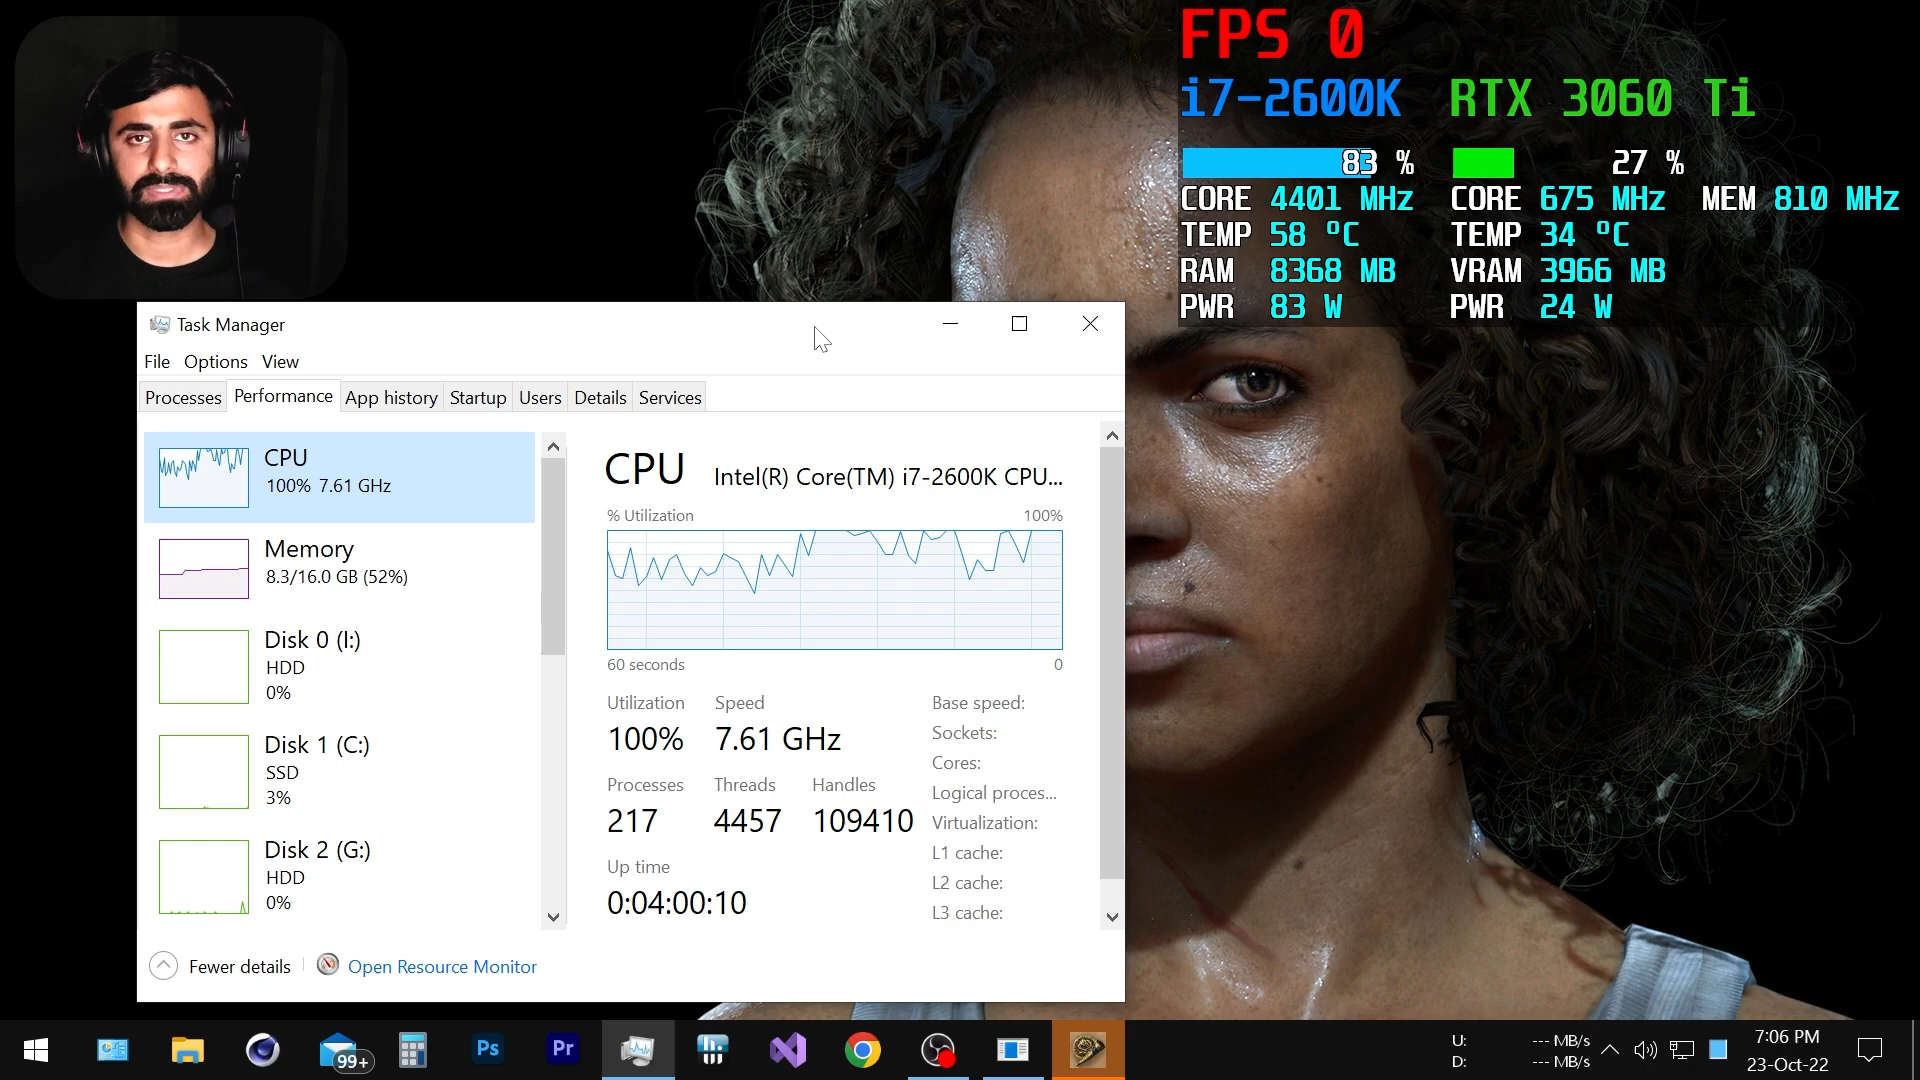 FPS 0
i7-2600K RTX 3060 Ti
83 % 27 %
CORE 4401 MHz CORE 675 MHz MEM 810 MHz
TEMP 58 °C TEMP 34 °C
RAM 8368 MB VRAM 3966 MB
PWR 83 W PWR 24 W
Task Manager
File Options View
Processes Performance App history Startup Users Details Services
CPU
100% 7.61 GHz
Memory
8.3/16.0 GB (52%)
Disk 0 (I:)
HDD
0%
Disk 1 (C:)
SSD
3%
Disk 2 (G:)
HDD
0%
CPU Intel(R) Core(TM) i7-2600K CPU...
% Utilization 100%
60 seconds 0
Utilization Speed
100% 7.61 GHz
Processes Threads Handles
217 4457 109410
Up time
0:04:00:10
Base speed:
Sockets:
Cores:
Logical proces...
Virtualization:
L1 cache:
L2 cache:
L3 cache:
Fewer details Open Resource Monitor
99+
Ps
Pr
U: --- MB/s
D: --- MB/s
7:06 PM
23-Oct-22